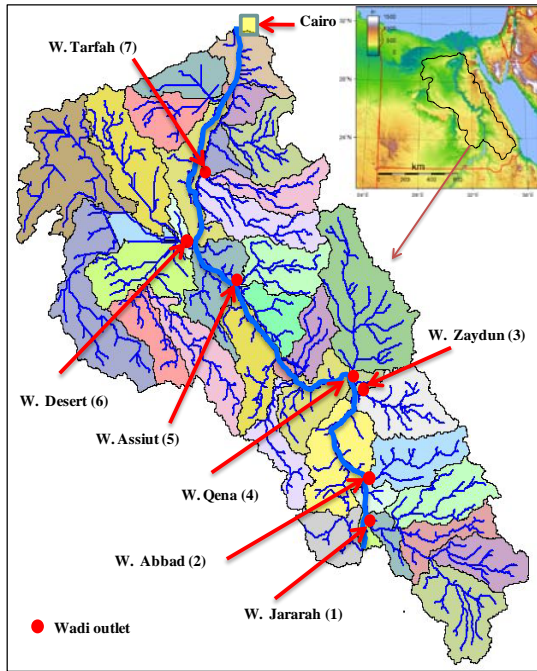 Cairo
W. Tarfah (7)
W. Zaydun (3)
W. Desert (6)
W. Assiut (5)
W. Qena (4)
W. Abbad (2)
W. Jararah (1)
Wadi outlet
km